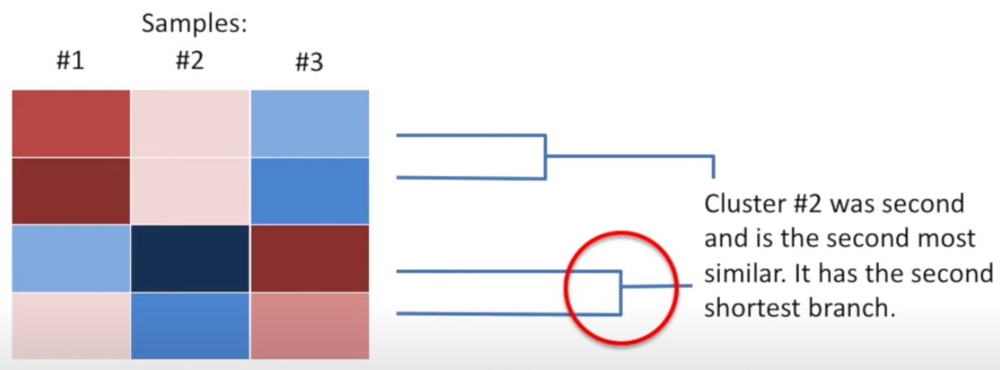 Samples:
#1 #2 #3
Cluster #2 was second
and is the second most
similar. It has the second
shortest branch.